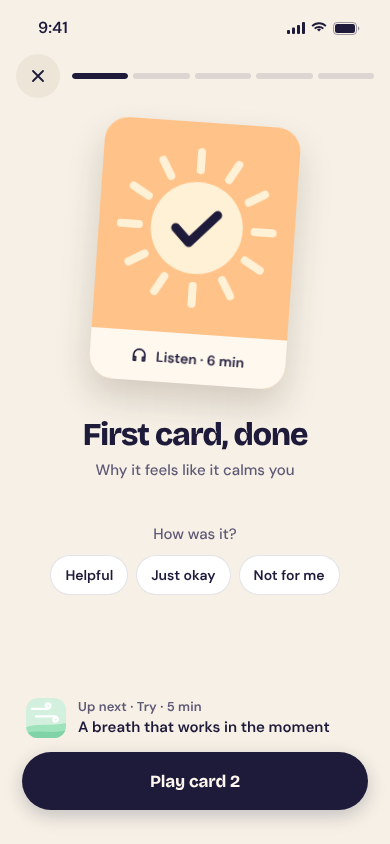 9:41
Listen · 6 min
First card, done
Why it feels like it calms you
How was it?
Helpful
Just okay
Not for me
Up next · Try · 5 min
A breath that works in the moment
Play card 2